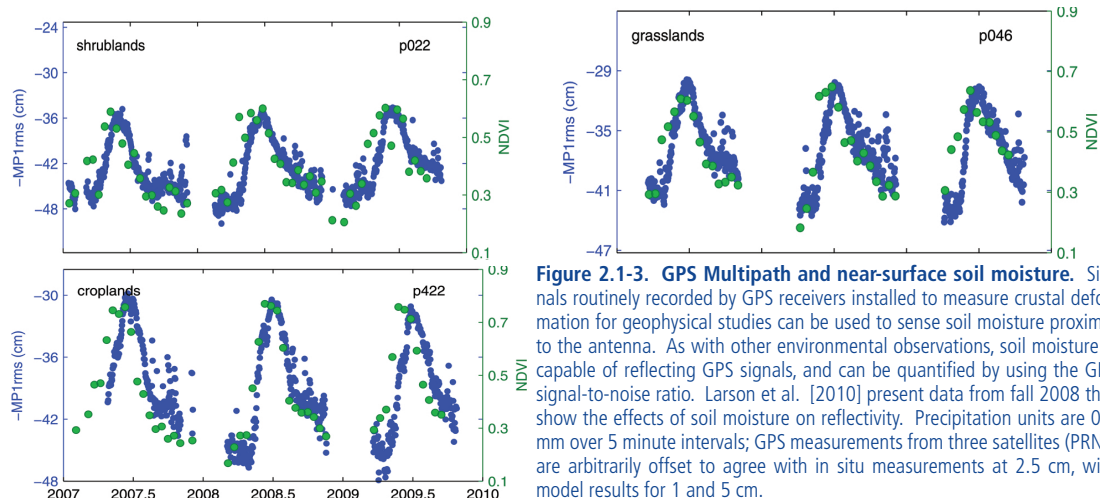 shrublands
p022
−24
−30
−36
−42
−48
−MP1rms (cm)
0.9
0.7
0.5
0.3
0.1
NDVI
grasslands
p046
−29
−35
−41
−47
−MP1rms (cm)
0.9
0.7
0.5
0.3
0.1
NDVI
croplands
p422
−30
−36
−42
−48
−MP1rms (cm)
0.9
0.7
0.5
0.3
0.1
NDVI
2007
2007.5
2008
2008.5
2009
2009.5
2010
Figure 2.1-3. GPS Multipath and near-surface soil moisture. Si
nals routinely recorded by GPS receivers installed to measure crustal defo
mation for geophysical studies can be used to sense soil moisture proxim
to the antenna. As with other environmental observations, soil moisture
capable of reflecting GPS signals, and can be quantified by using the G
signal-to-noise ratio. Larson et al. [2010] present data from fall 2008 th
show the effects of soil moisture on reflectivity. Precipitation units are 0
mm over 5 minute intervals; GPS measurements from three satellites (PRN
are arbitrarily offset to agree with in situ measurements at 2.5 cm, wi
model results for 1 and 5 cm.